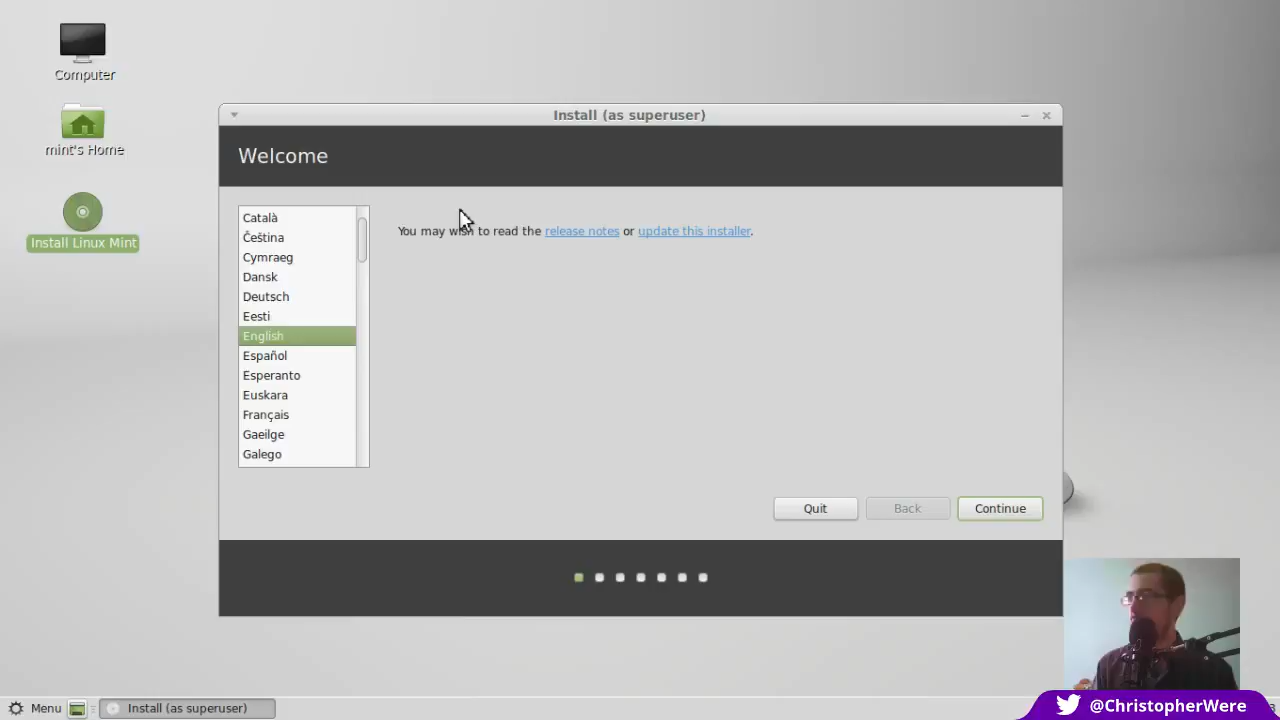 Computer
mint's Home
Install Linux Mint
Install (as superuser)
Welcome
Català
Čeština
Cymraeg
Dansk
Deutsch
Eesti
English
Español
Esperanto
Euskara
Français
Gaeilge
Galego
You may wish to read the release notes or update this installer.
Quit
Back
Continue
Menu
Install (as superuser)
@ChristopherWere